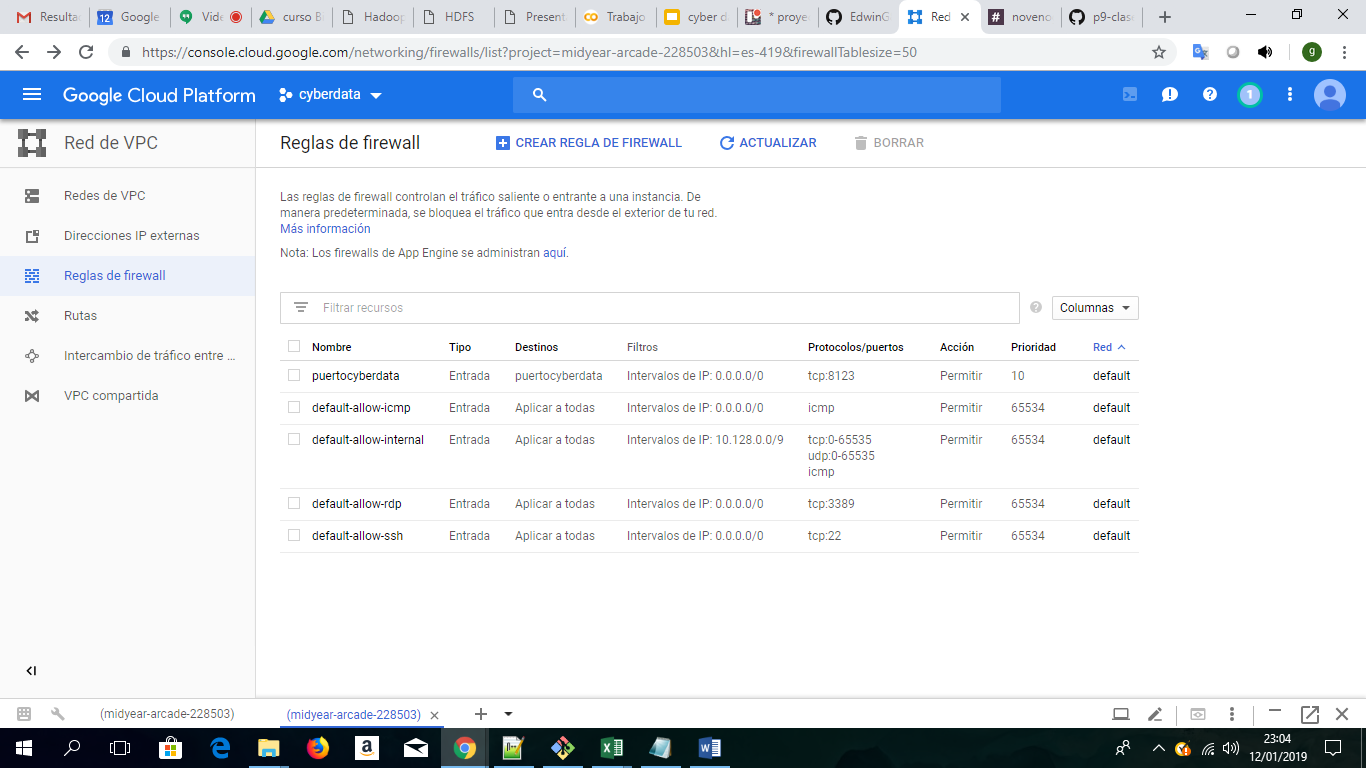 Resulta
Google
Vide
curso B
Hadoop
HDFS
Present
Trabajo
cyber d
* proye
EdwinG
Red
noveno
p9-clas
https://console.cloud.google.com/networking/firewalls/list?project=midyear-arcade-228503&hl=es-419&firewallTablesize=50
g
Google Cloud Platform
cyberdata
1
Red de VPC
Reglas de firewall
CREAR REGLA DE FIREWALL
ACTUALIZAR
BORRAR
Redes de VPC
Direcciones IP externas
Reglas de firewall
Rutas
Intercambio de tráfico entre ...
VPC compartida
Las reglas de firewall controlan el tráfico saliente o entrante a una instancia. De
manera predeterminada, se bloquea el tráfico que entra desde el exterior de tu red.
Más información
Nota: Los firewalls de App Engine se administran aquí.
Filtrar recursos
Columnas
Nombre Tipo Destinos Filtros Protocolos/puertos Acción Prioridad Red
puertocyberdata Entrada puertocyberdata Intervalos de IP: 0.0.0.0/0 tcp:8123 Permitir 10 default
default-allow-icmp Entrada Aplicar a todas Intervalos de IP: 0.0.0.0/0 icmp Permitir 65534 default
default-allow-internal Entrada Aplicar a todas Intervalos de IP: 10.128.0.0/9 tcp:0-65535 Permitir 65534 default
udp:0-65535
icmp
default-allow-rdp Entrada Aplicar a todas Intervalos de IP: 0.0.0.0/0 tcp:3389 Permitir 65534 default
default-allow-ssh Entrada Aplicar a todas Intervalos de IP: 0.0.0.0/0 tcp:22 Permitir 65534 default
(midyear-arcade-228503)
(midyear-arcade-228503)
23:04
12/01/2019